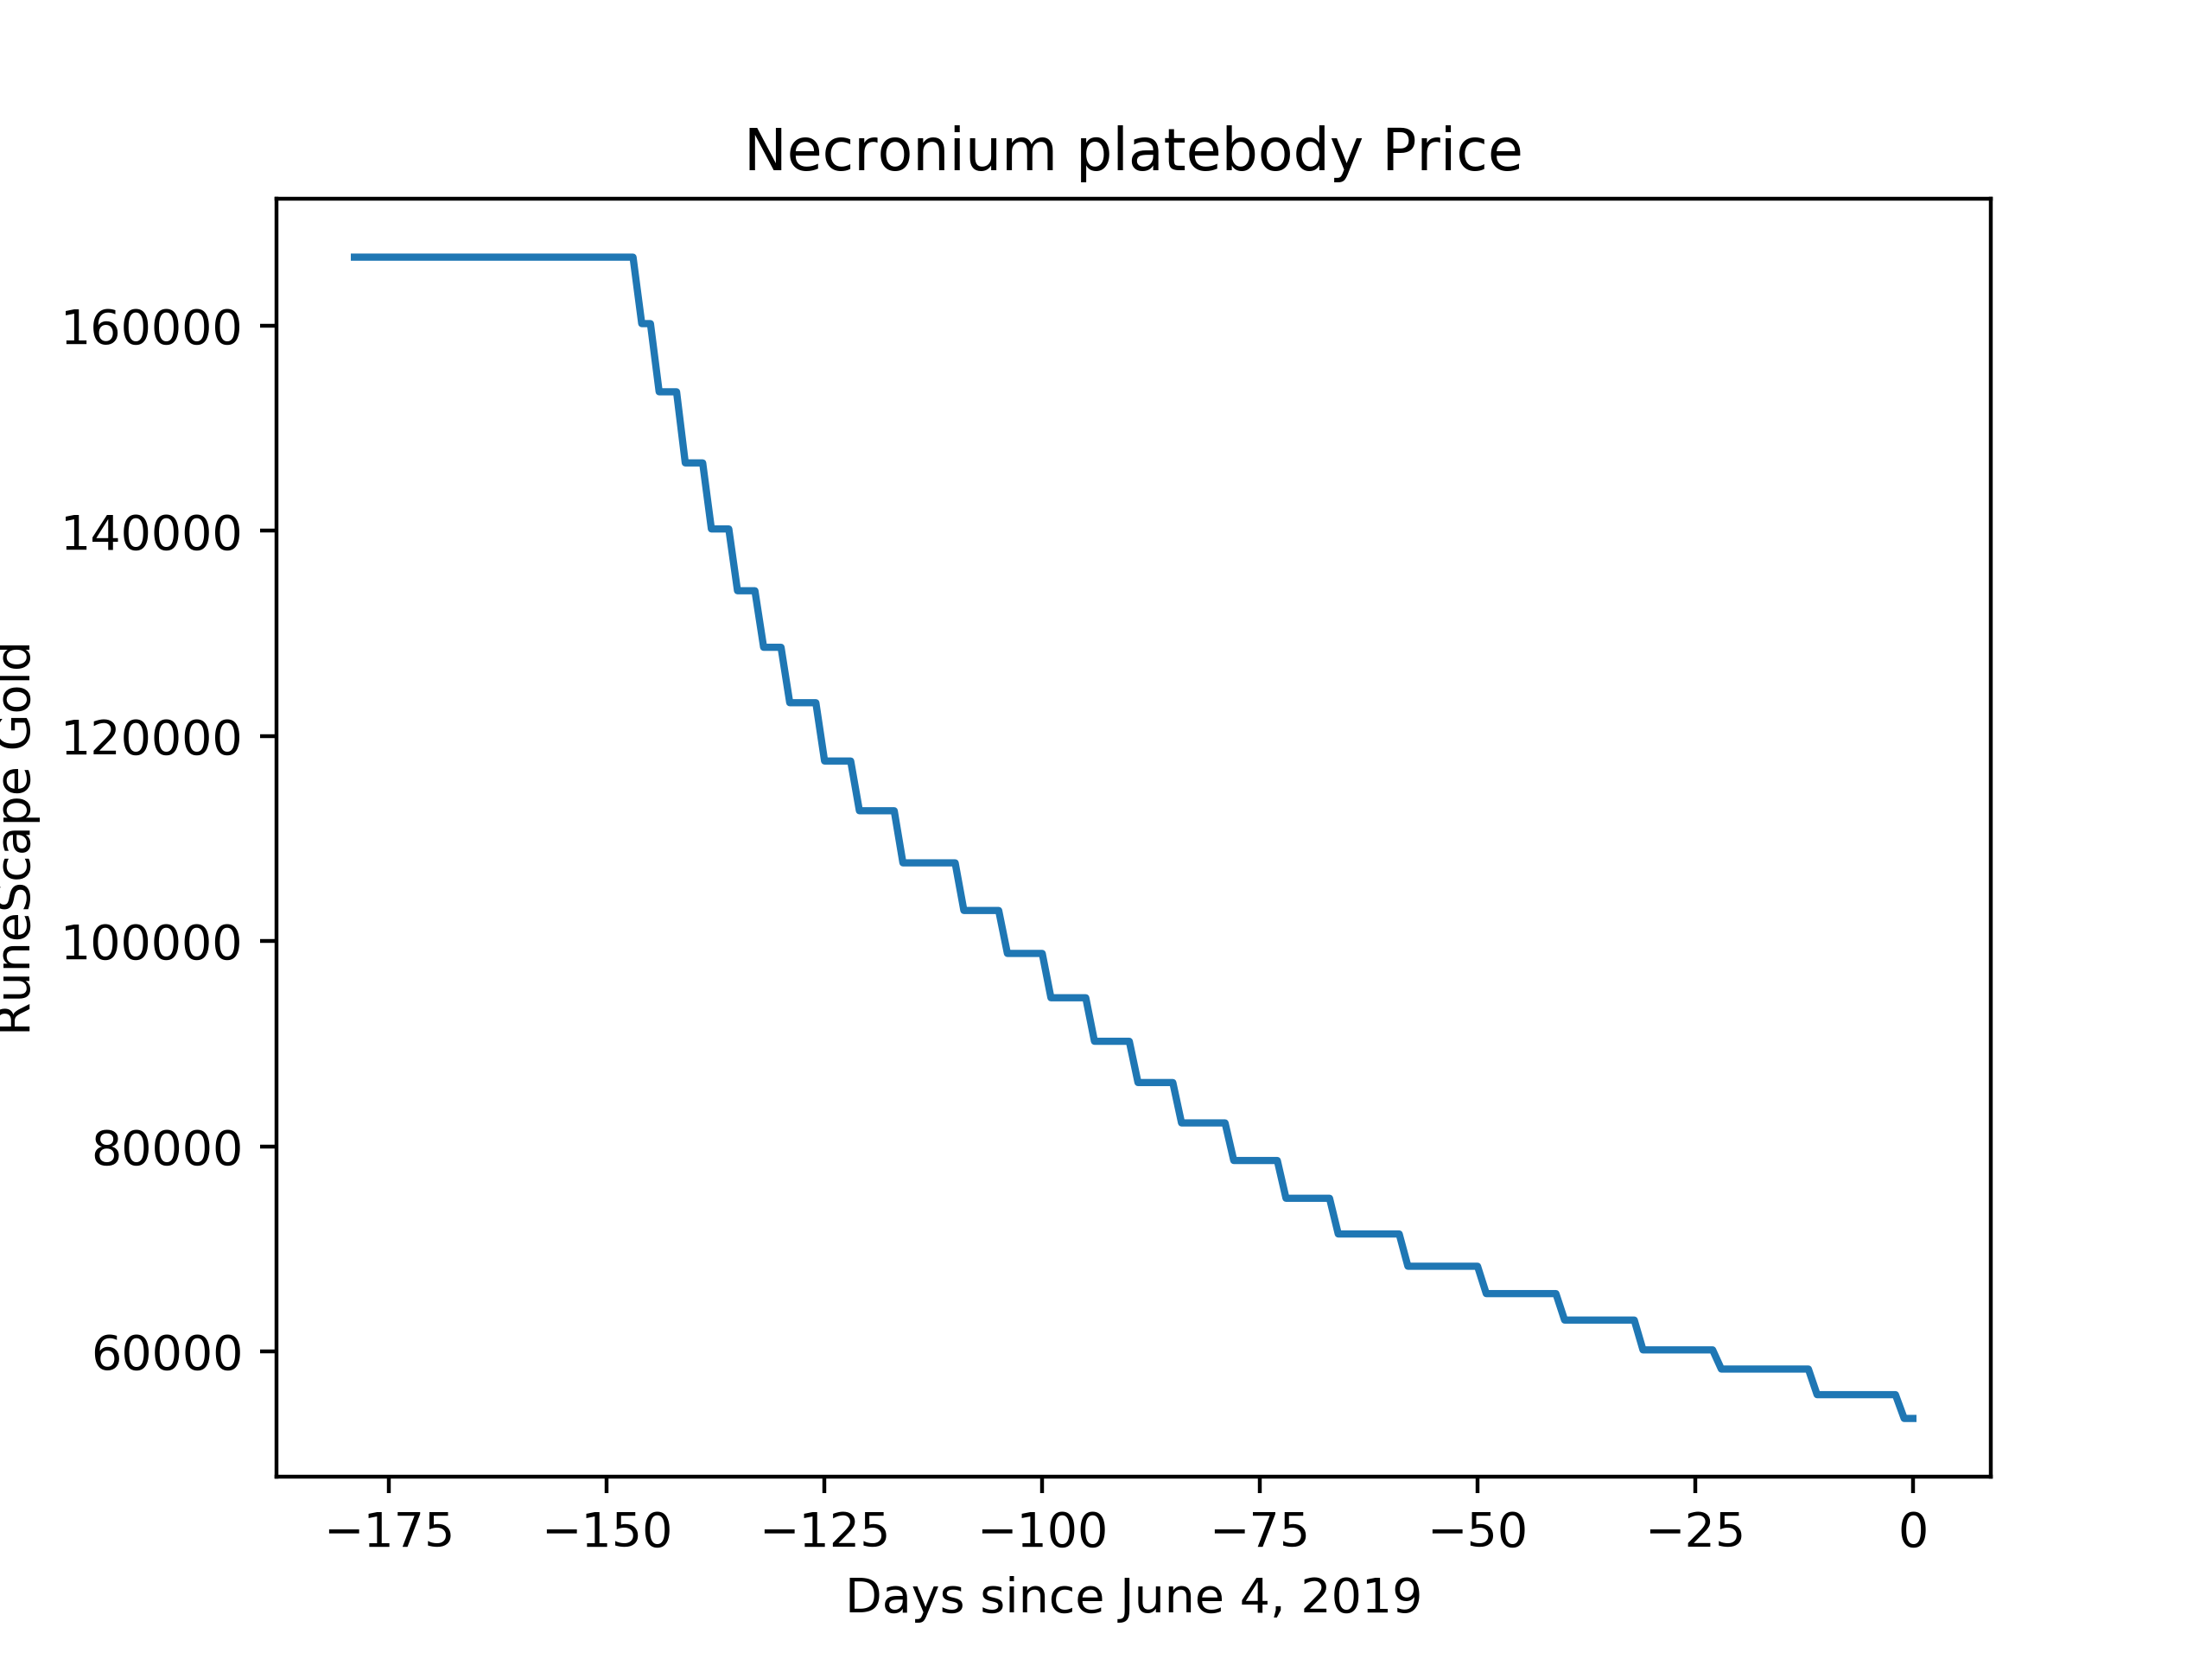 Necronium platebody Price
RuneScape Gold
160000
140000
120000
100000
80000
60000
−175 −150 −125 −100 −75 −50 −25 0
Days since June 4, 2019